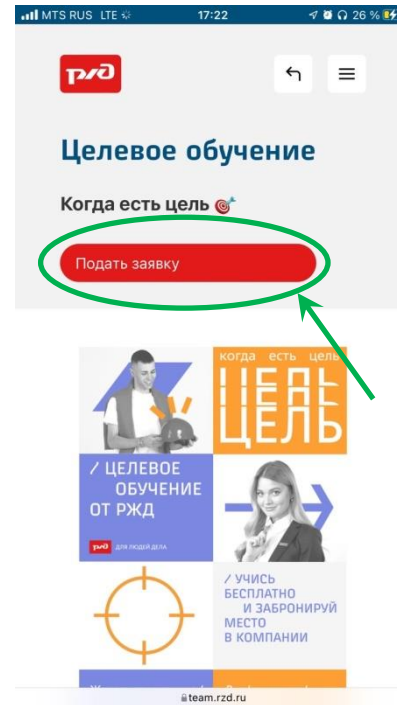 MTS RUS LTE 17:22 26 %
ржд
Целевое обучение
Когда есть цель 🎯
Подать заявку
когда есть цель
ЦЕЛЬ
ЦЕЛЬ
/ ЦЕЛЕВОЕ
ОБУЧЕНИЕ
ОТ РЖД
ржд ДЛЯ ЛЮДЕЙ ДЕЛА
/ УЧИСЬ
БЕСПЛАТНО
И ЗАБРОНИРУЙ
МЕСТО
В КОМПАНИИ
team.rzd.ru